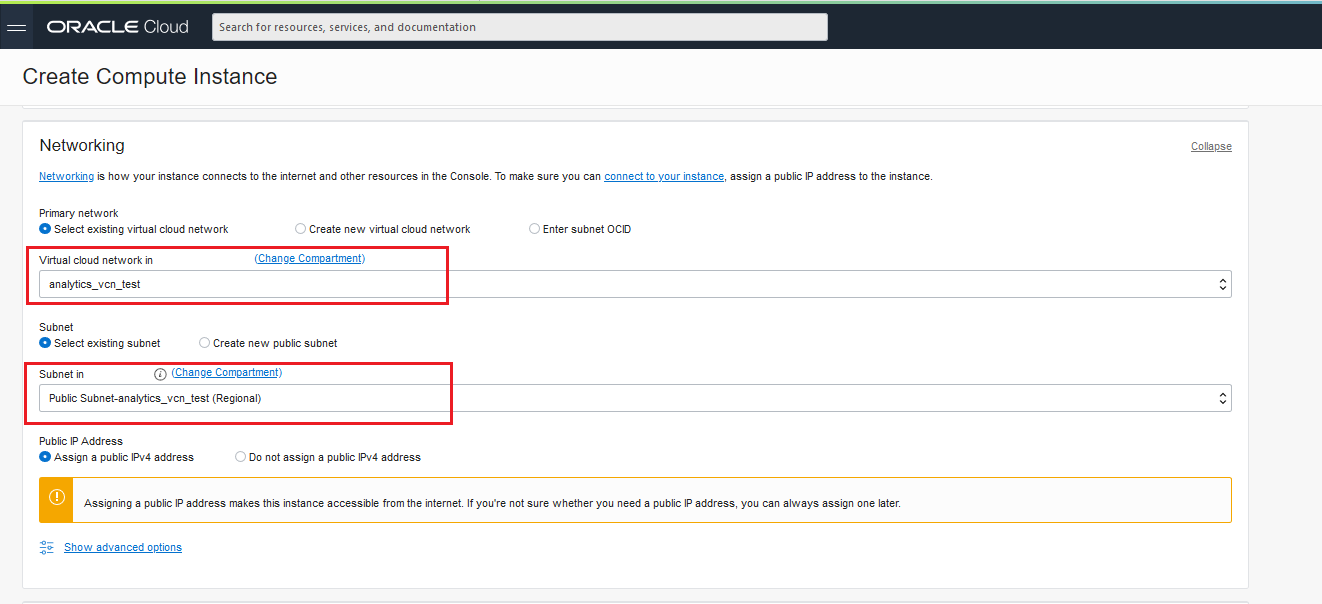 ORACLE Cloud
Search for resources, services, and documentation
Create Compute Instance
Networking
Collapse
Networking is how your instance connects to the internet and other resources in the Console. To make sure you can connect to your instance, assign a public IP address to the instance.
Primary network
Select existing virtual cloud network Create new virtual cloud network Enter subnet OCID
Virtual cloud network in (Change Compartment)
analytics_vcn_test
Subnet
Select existing subnet Create new public subnet
Subnet in (Change Compartment)
Public Subnet-analytics_vcn_test (Regional)
Public IP Address
Assign a public IPv4 address Do not assign a public IPv4 address
Assigning a public IP address makes this instance accessible from the internet. If you're not sure whether you need a public IP address, you can always assign one later.
Show advanced options